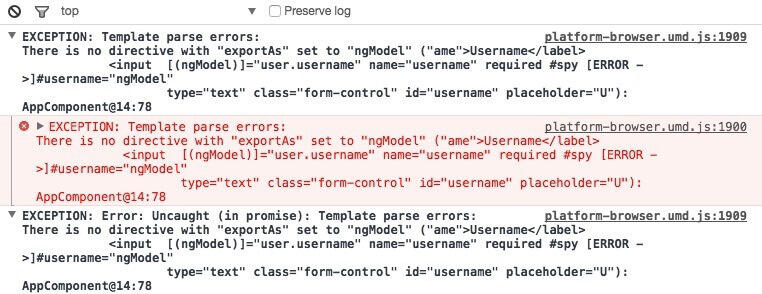 top Preserve log
EXCEPTION: Template parse errors: platform-browser.umd.js:1909
There is no directive with "exportAs" set to "ngModel" ("ame">Username</label>
<input [(ngModel)]="user.username" name="username" required #spy [ERROR -
>]#username="ngModel"
type="text" class="form-control" id="username" placeholder="U"):
AppComponent@14:78
EXCEPTION: Template parse errors: platform-browser.umd.js:1900
There is no directive with "exportAs" set to "ngModel" ("ame">Username</label>
<input [(ngModel)]="user.username" name="username" required #spy [ERROR -
>]#username="ngModel"
type="text" class="form-control" id="username" placeholder="U"):
AppComponent@14:78
EXCEPTION: Error: Uncaught (in promise): Template parse errors: platform-browser.umd.js:1909
There is no directive with "exportAs" set to "ngModel" ("ame">Username</label>
<input [(ngModel)]="user.username" name="username" required #spy [ERROR -
>]#username="ngModel"
type="text" class="form-control" id="username" placeholder="U"):
AppComponent@14:78